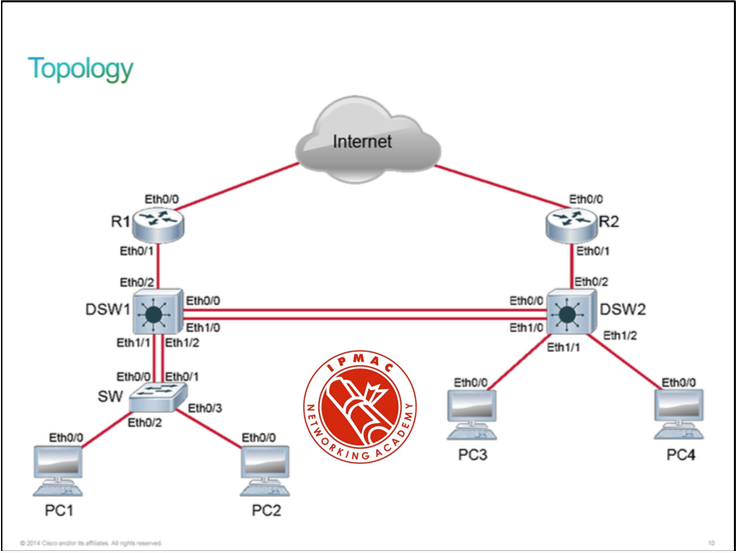 Topology
Internet
Eth0/0
Eth0/0
R1
R2
Eth0/1
Eth0/1
Eth0/2
Eth0/2
DSW1
Eth0/0
Eth0/0
DSW2
Eth1/0
Eth1/0
Eth1/1
Eth1/2
Eth1/1
Eth1/2
Eth0/0
Eth0/1
SW
Eth0/2
Eth0/3
IPMAC
NETWORKING ACADEMY
Eth0/0
Eth0/0
PC3
PC4
Eth0/0
Eth0/0
PC1
PC2
© 2014 Cisco and/or its affiliates. All rights reserved.
10